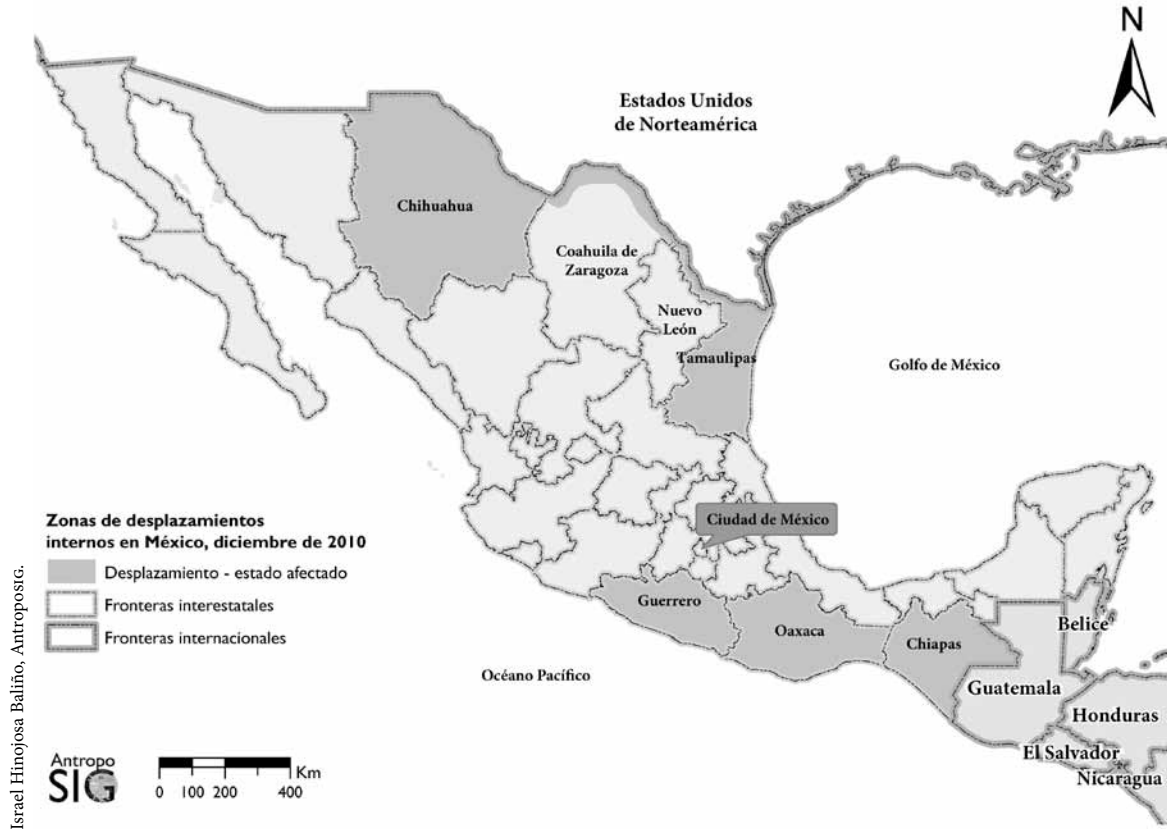 N
Estados Unidos
de Norteamérica
Chihuahua
Coahuila de
Zaragoza
Nuevo
León
Tamaulipas
Golfo de México
Ciudad de México
Zonas de desplazamientos
internos en México, diciembre de 2010
Desplazamiento - estado afectado
Fronteras interestatales
Fronteras internacionales
Guerrero
Oaxaca
Chiapas
Belice
Océano Pacífico
Guatemala
Honduras
El Salvador
Nicaragua
Antropo
SIG
Km
0 100 200 400
Israel Hinojosa Baliño, AntropoSIG.